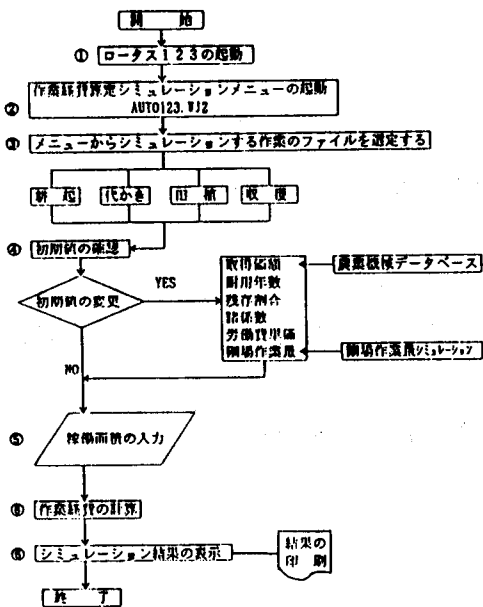 開 始
① ロータス１２３の起動
作業経費算定シミュレーションメニューの起動
② AUTO123.WJ2
③ メニューからシミュレーションする作業のファイルを選定する
耕 起 代かき 田 植 収 穫
④ 初期値の確認
取得価額
農業機械データベース
耐用年数
YES
残存割合
初期値の変更
諸係数
労働費単価
圃場作業量
圃場作業量シミュレーション
NO
⑤ 稼働面積の入力
⑥ 作業経費の計算
⑥ シミュレーション結果の表示
結果の
印 刷
終 了